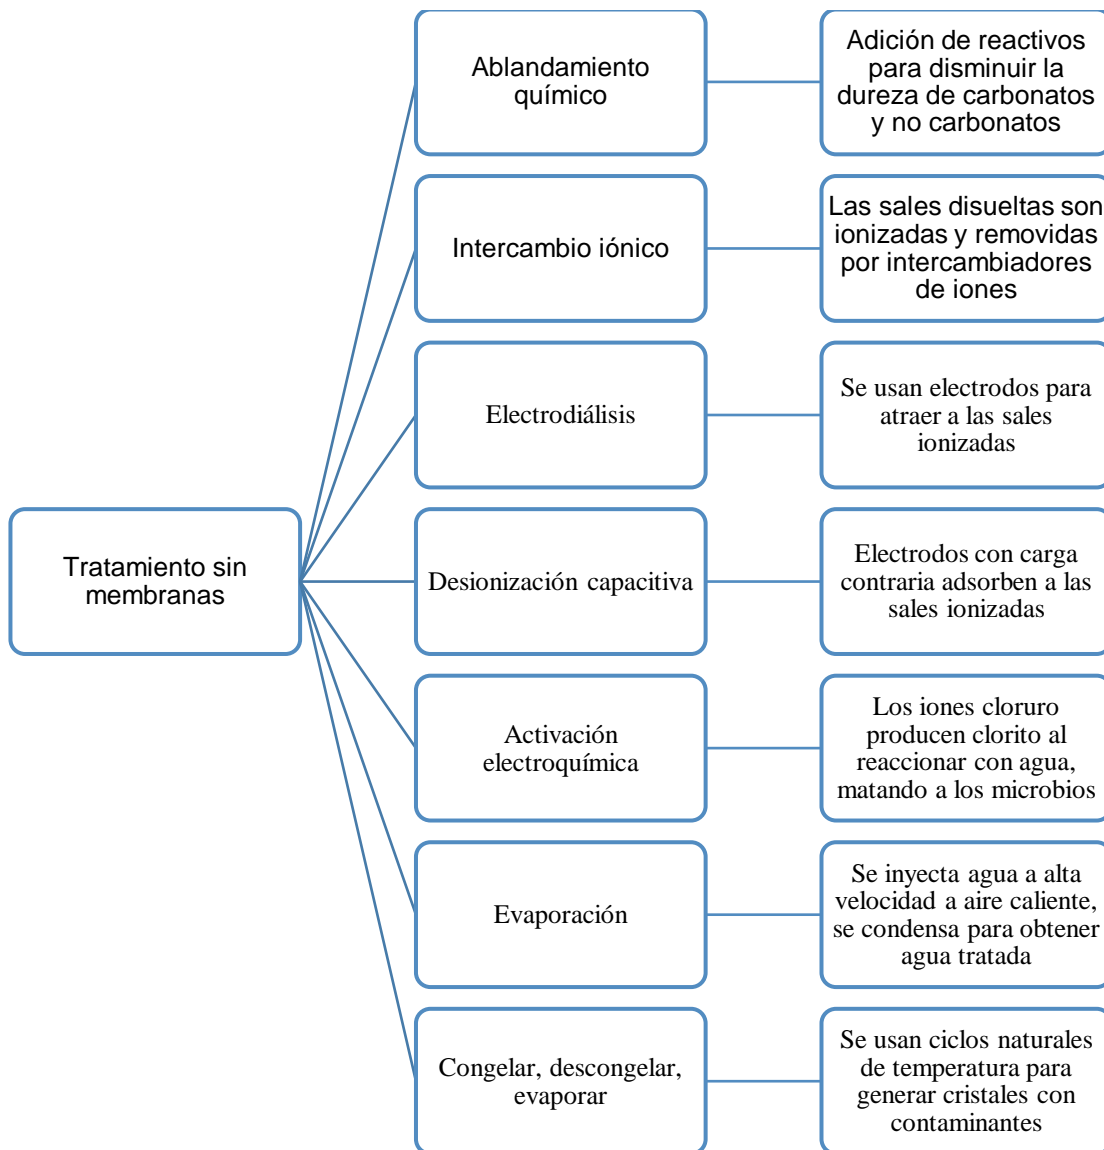 Ablandamiento
químico
Adición de reactivos
para disminuir la
dureza de carbonatos
y no carbonatos
Intercambio iónico
Las sales disueltas son
ionizadas y removidas
por intercambiadores
de iones
Electrodiálisis
Se usan electrodos para
atraer a las sales
ionizadas
Tratamiento sin
membranas
Desionización capacitiva
Electrodos con carga
contraria adsorben a las
sales ionizadas
Activación
electroquímica
Los iones cloruro
producen clorito al
reaccionar con agua,
matando a los microbios
Evaporación
Se inyecta agua a alta
velocidad a aire caliente,
se condensa para obtener
agua tratada
Congelar, descongelar,
evaporar
Se usan ciclos naturales
de temperatura para
generar cristales con
contaminantes